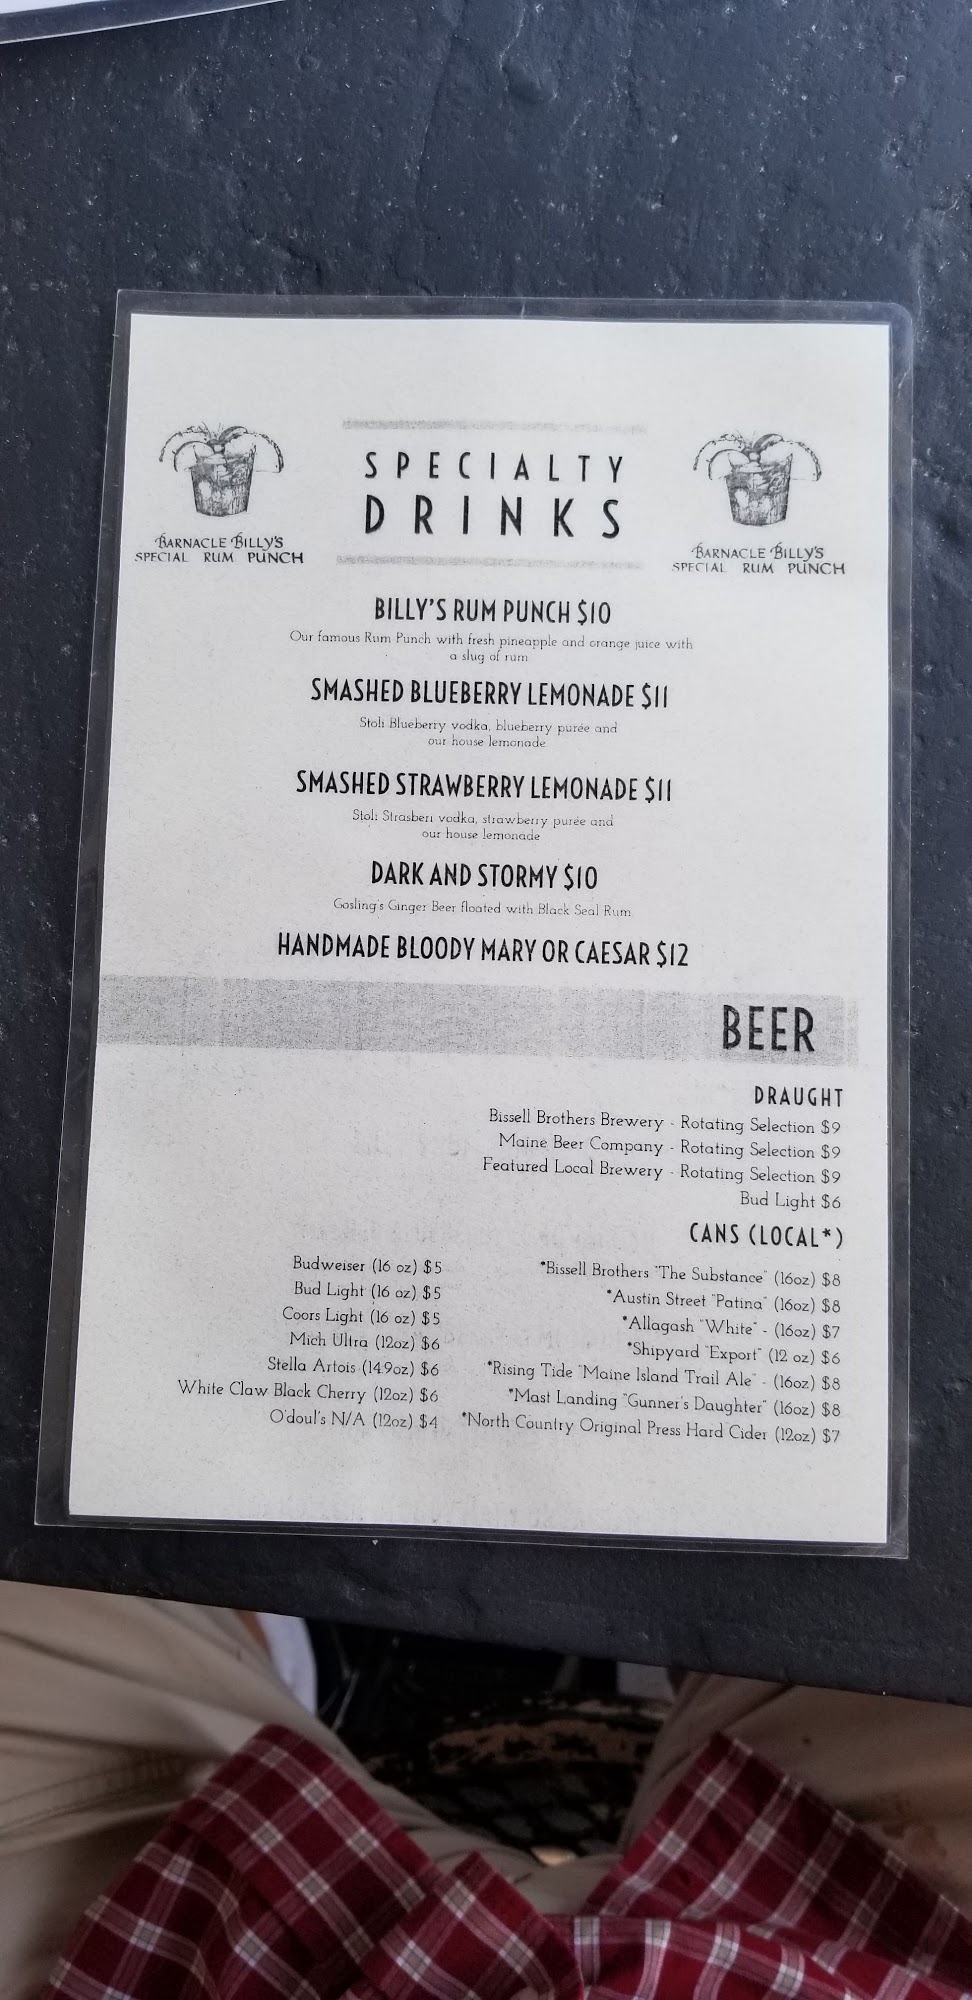 SPECIALTY
DRINKS
BARNACLE BILLY'S
SPECIAL RUM PUNCH
BARNACLE BILLY'S
SPECIAL RUM PUNCH
BILLY'S RUM PUNCH $10
Our famous Rum Punch with fresh pineapple and orange juice with
a slug of rum
SMASHED BLUEBERRY LEMONADE $11
Stoli Blueberry vodka, blueberry purée and
our house lemonade
SMASHED STRAWBERRY LEMONADE $11
Stoli Strasberi vodka, strawberry purée and
our house lemonade
DARK AND STORMY $10
Gosling's Ginger Beer floated with Black Seal Rum
HANDMADE BLOODY MARY OR CAESAR $12
BEER
DRAUGHT
Bissell Brothers Brewery - Rotating Selection $9
Maine Beer Company - Rotating Selection $9
Featured Local Brewery - Rotating Selection $9
Bud Light $6
CANS (LOCAL*)
Budweiser (16 oz) $5
Bud Light (16 oz) $5
Coors Light (16 oz) $5
Mich Ultra (12oz) $6
Stella Artois (14.9oz) $6
White Claw Black Cherry (12oz) $6
O'doul's N/A (12oz) $4
*Bissell Brothers "The Substance" (16oz) $8
*Austin Street "Patina" (16oz) $8
*Allagash "White" - (16oz) $7
*Shipyard "Export" (12 oz) $6
*Rising Tide "Maine Island Trail Ale" - (16oz) $8
*Mast Landing "Gunner's Daughter" (16oz) $8
*North Country Original Press Hard Cider (12oz) $7